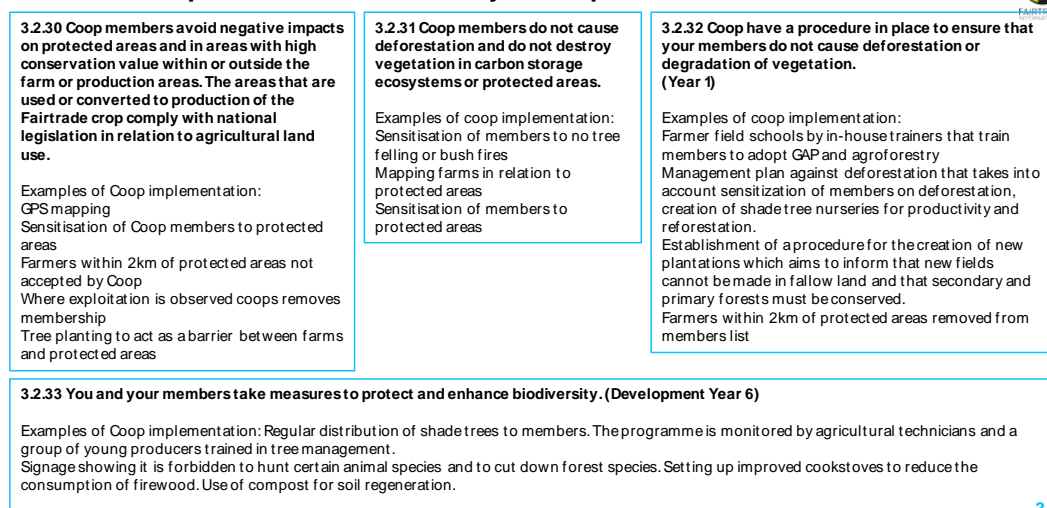 3.2.30 Coop members avoid negative impacts
on protected areas and in areas with high
conservation value within or outside the
farm or production areas. The areas that are
used or converted to production of the
Fairtrade crop comply with national
legislation in relation to agricultural land
use.
Examples of Coop implementation:
GPS mapping
Sensitisation of Coop members to protected
areas
Farmers within 2km of protected areas not
accepted by Coop
Where exploitation is observed coops removes
membership
Tree planting to act as a barrier between farms
and protected areas
3.2.31 Coop members do not cause
deforestation and do not destroy
vegetation in carbon storage
ecosystems or protected areas.
Examples of coop implementation:
Sensitisation of members to no tree
felling or bush fires
Mapping farms in relation to
protected areas
Sensitisation of members to
protected areas
3.2.32 Coop have a procedure in place to ensure that
your members do not cause deforestation or
degradation of vegetation.
(Year 1)
Examples of coop implementation:
Farmer field schools by in-house trainers that train
members to adopt GAP and agroforestry
Management plan against deforestation that takes into
account sensitization of members on deforestation,
creation of shade tree nurseries for productivity and
reforestation.
Establishment of a procedure for the creation of new
plantations which aims to inform that new fields
cannot be made in fallow land and that secondary and
primary forests must be conserved.
Farmers within 2km of protected areas removed from
members list
3.2.33 You and your members take measures to protect and enhance biodiversity. (Development Year 6)
Examples of Coop implementation: Regular distribution of shade trees to members. The programme is monitored by agricultural technicians and a
group of young producers trained in tree management.
Signage showing it is forbidden to hunt certain animal species and to cut down forest species. Setting up improved cookstoves to reduce the
consumption of firewood. Use of compost for soil regeneration.